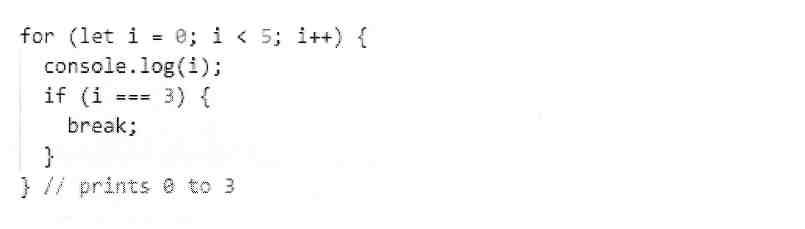 for (let i = 0; i < 5; i++) {
  console.log(i);
  if (i === 3) {
    break;
  }
} // prints 0 to 3